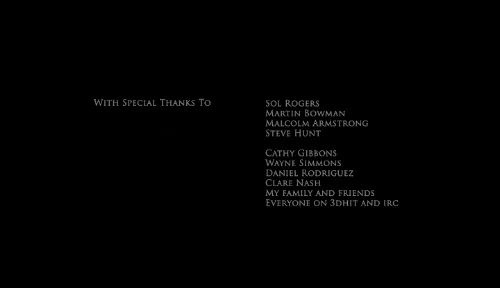 With Special Thanks To
Sol Rogers
Martin Bowman
Malcolm Armstrong
Steve Hunt
Cathy Gibbons
Wayne Simmons
Daniel Rodriguez
Clare Nash
My family and friends
Everyone on 3dhit and irc